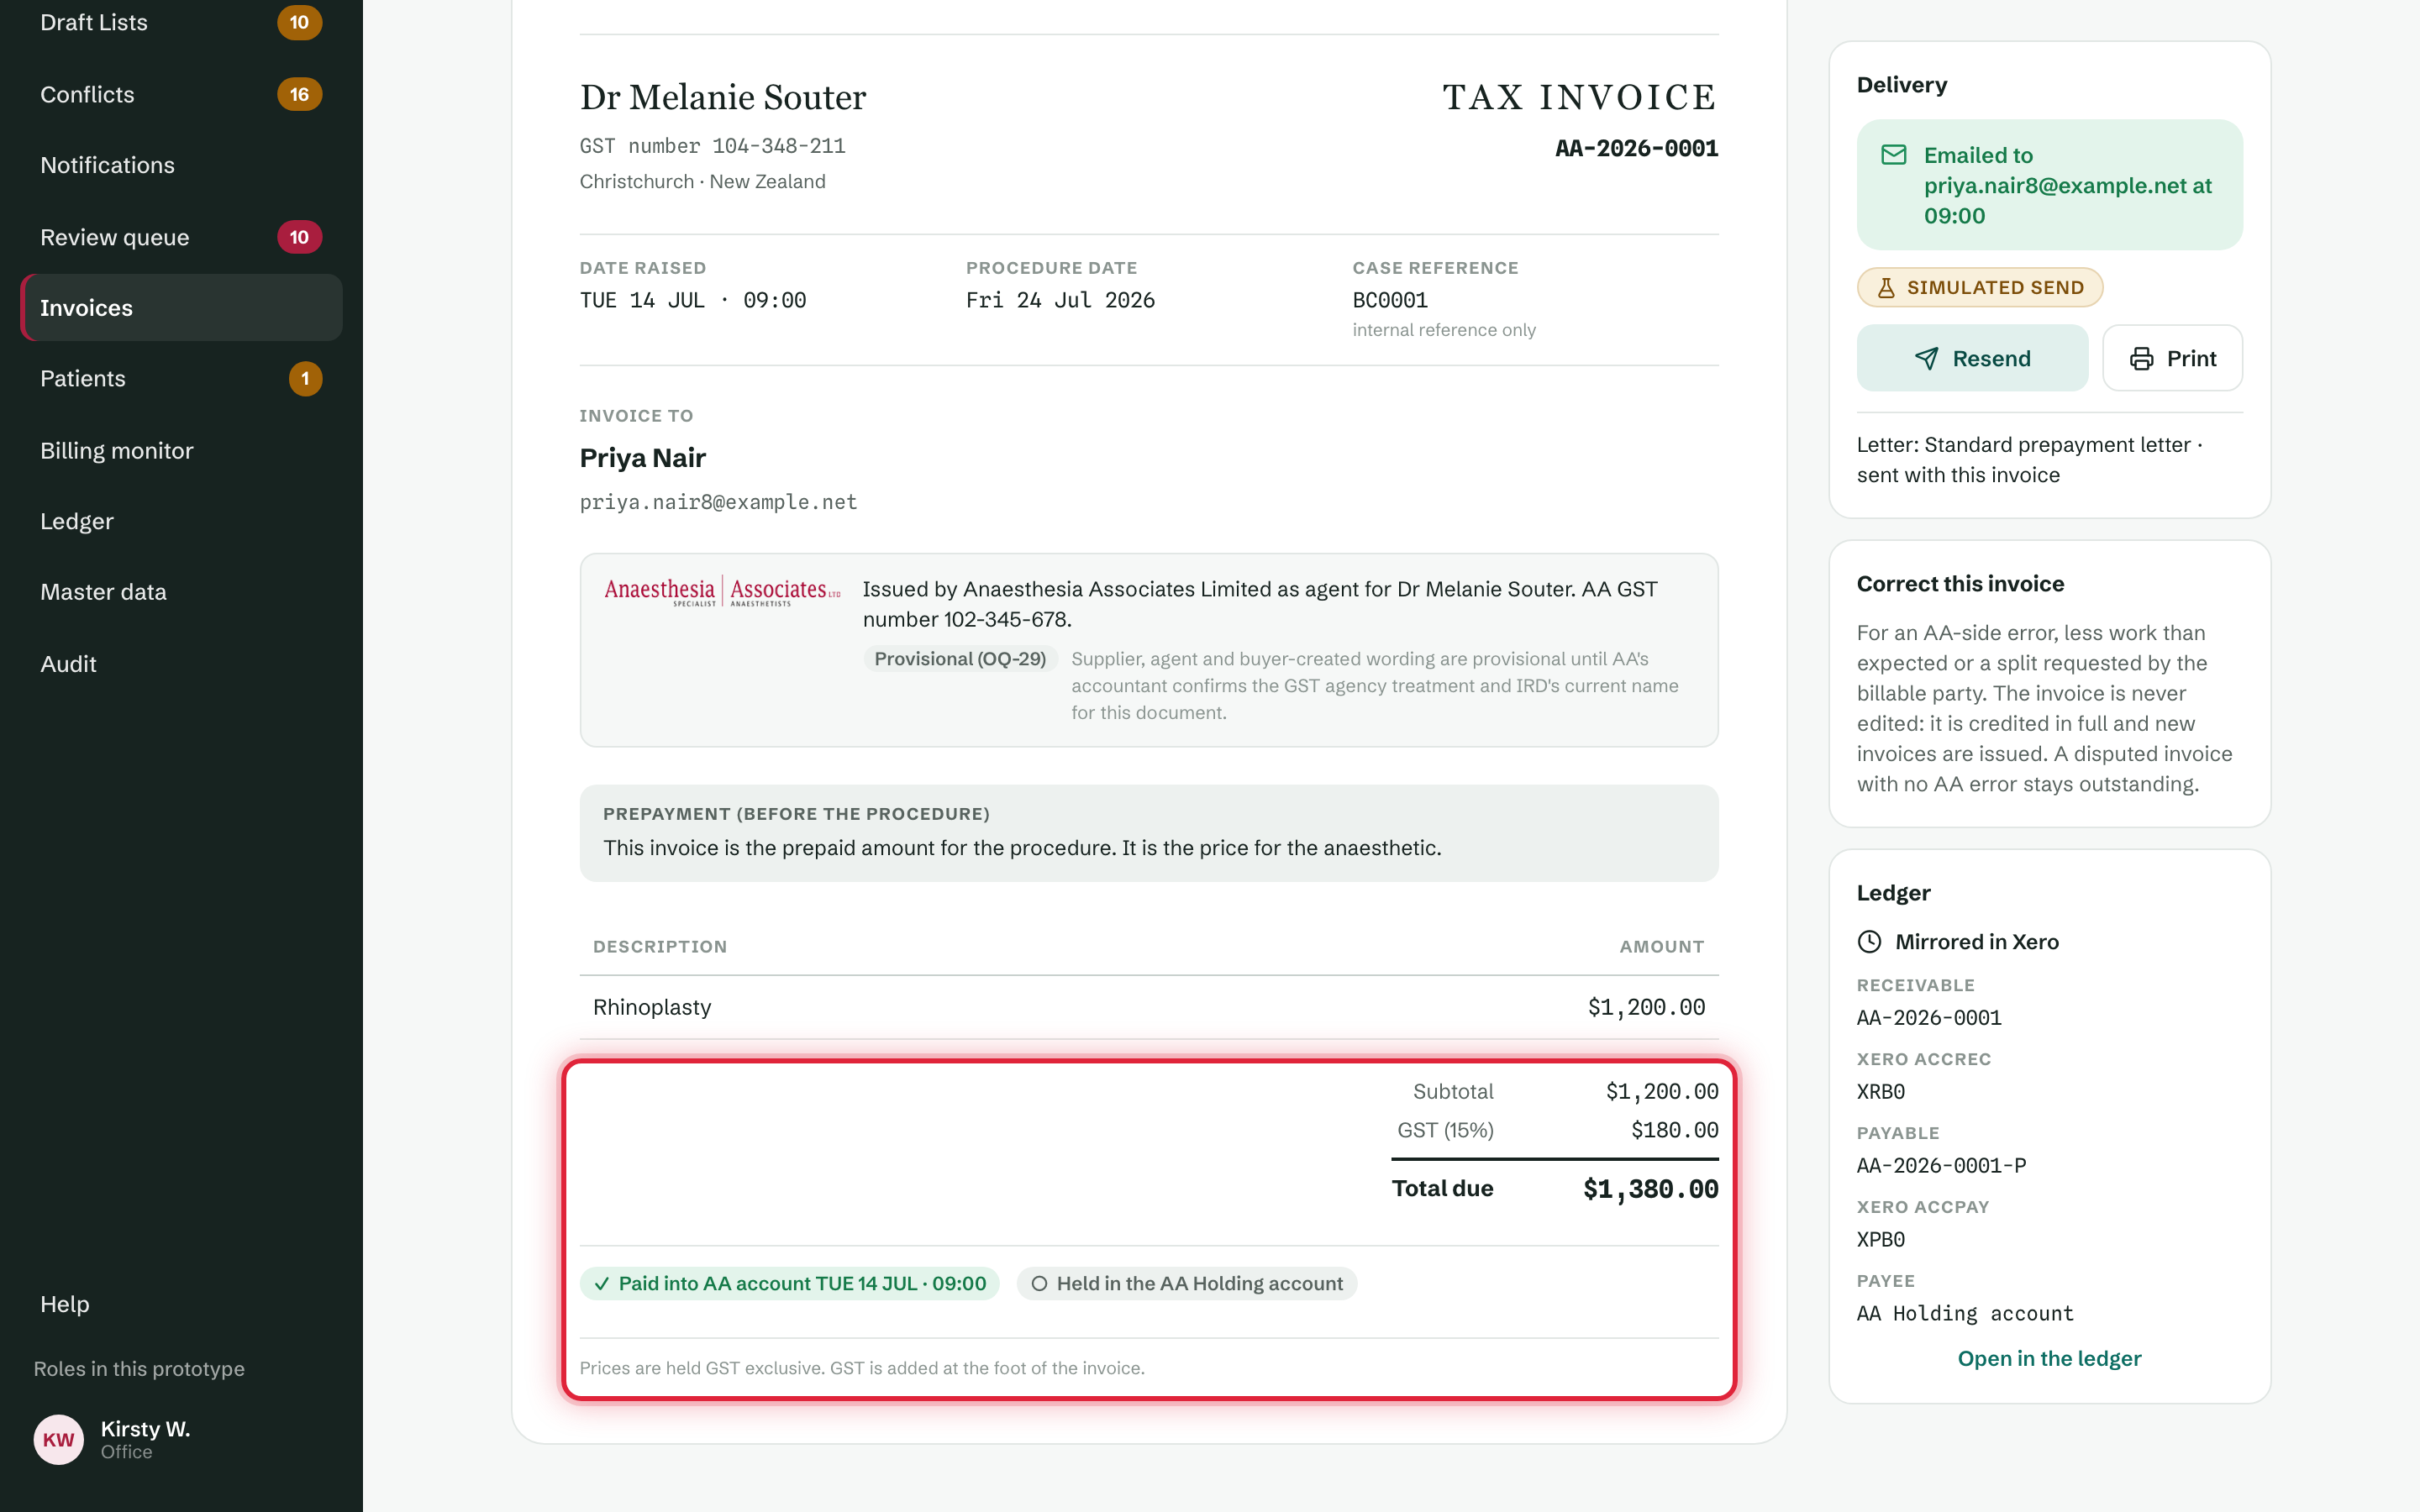 Draft Lists 10
Conflicts 16
Notifications
Review queue 10
Invoices
Patients 1
Billing monitor
Ledger
Master data
Audit
Help
Roles in this prototype
KW
Kirsty W.
Office
Dr Melanie Souter
GST number 104-348-211
Christchurch · New Zealand
TAX INVOICE
AA-2026-0001
DATE RAISED
TUE 14 JUL · 09:00
PROCEDURE DATE
Fri 24 Jul 2026
CASE REFERENCE
BC0001
internal reference only
INVOICE TO
Priya Nair
priya.nair8@example.net
Anaesthesia | Associates LTD
SPECIALIST ANAESTHETISTS
Issued by Anaesthesia Associates Limited as agent for Dr Melanie Souter. AA GST
number 102-345-678.
Provisional (OQ-29)
Supplier, agent and buyer-created wording are provisional until AA's
accountant confirms the GST agency treatment and IRD's current name
for this document.
PREPAYMENT (BEFORE THE PROCEDURE)
This invoice is the prepaid amount for the procedure. It is the price for the anaesthetic.
DESCRIPTION AMOUNT
Rhinoplasty $1,200.00
Subtotal $1,200.00
GST (15%) $180.00
Total due $1,380.00
Paid into AA account TUE 14 JUL · 09:00
Held in the AA Holding account
Prices are held GST exclusive. GST is added at the foot of the invoice.
Delivery
Emailed to
priya.nair8@example.net at
09:00
SIMULATED SEND
Resend
Print
Letter: Standard prepayment letter ·
sent with this invoice
Correct this invoice
For an AA-side error, less work than
expected or a split requested by the
billable party. The invoice is never
edited: it is credited in full and new
invoices are issued. A disputed invoice
with no AA error stays outstanding.
Ledger
Mirrored in Xero
RECEIVABLE
AA-2026-0001
XERO ACCREC
XRB0
PAYABLE
AA-2026-0001-P
XERO ACCPAY
XPB0
PAYEE
AA Holding account
Open in the ledger